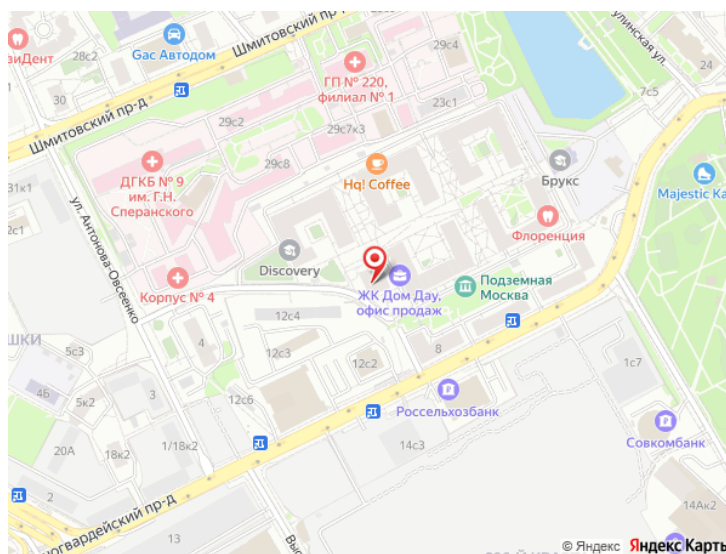 зиДент
28с2
Gac Автодом
Шмитовский пр-д
29с4
улинская ул.
24
ГП № 220,
филиал № 1
7с5
30
Шмитовский пр-д
23с1
29с2
29с7к3
29с8
31к1
ДГКБ № 9
им. Г.Н.
Сперанского
Hq! Coffee
Брукс
Majestic Ка
2с1
ул. Антонова-Овсеенко
Флоренция
Discovery
Корпус № 4
ЖК Дом Дау,
офис продаж
Подземная
Москва
12с4
ШКИ
5с3
4
12с3
12с2
8
1с7
4Б
5к2
3
12с6
Россельхозбанк
Совкомбанк
20А
18к2
1/18к2
14с3
2
14Ак2
ногвардейский пр-д
13
Выс
© Яндекс Яндекс Карты